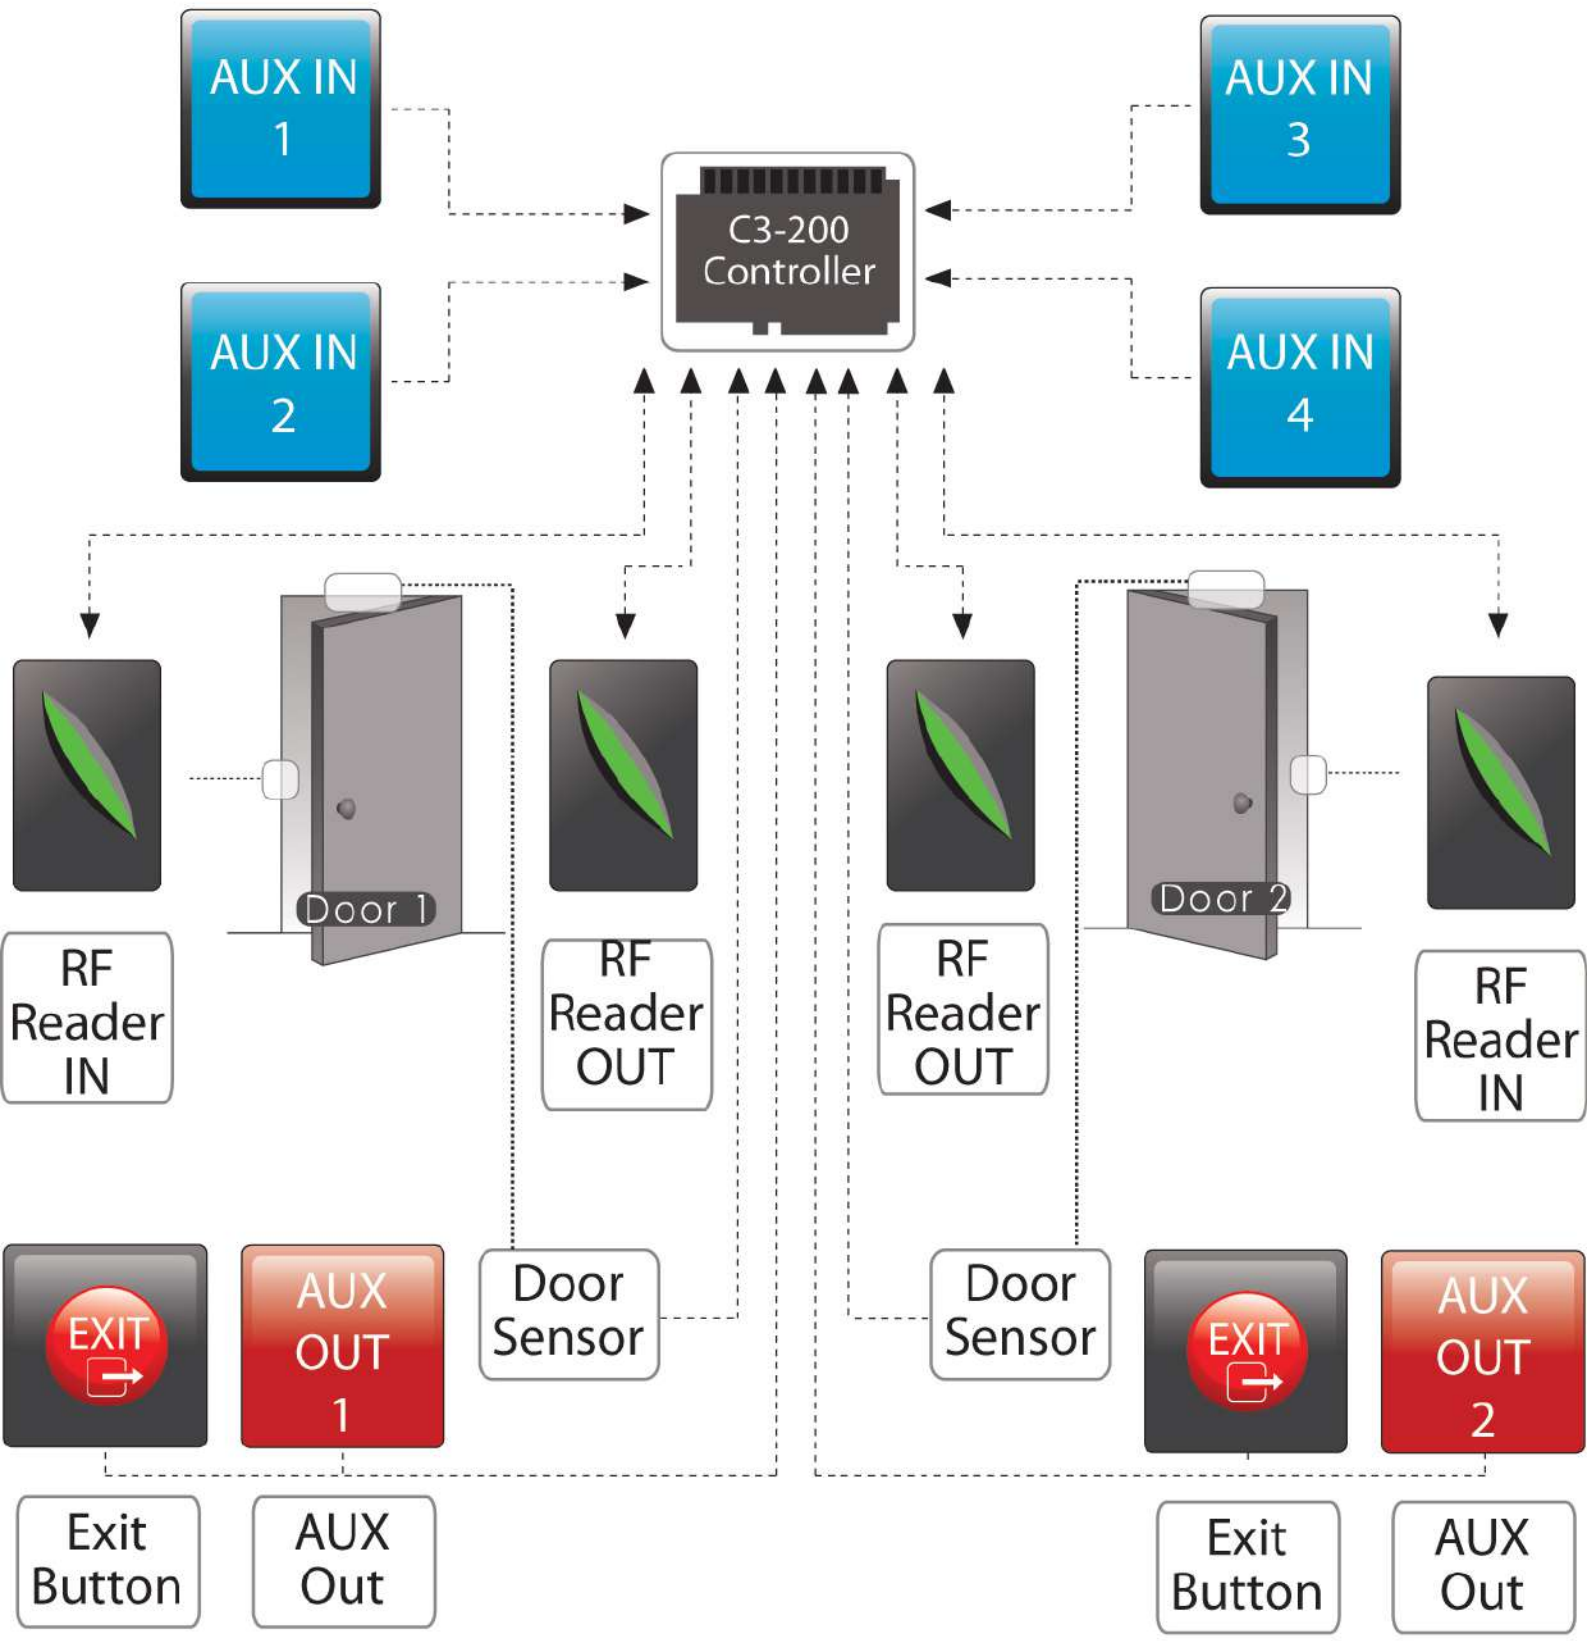 AUX IN
1
AUX IN
3
C3-200
Controller
AUX IN
2
AUX IN
4
Door 1
Door 2
RF
Reader
IN
RF
Reader
OUT
RF
Reader
OUT
RF
Reader
IN
EXIT
AUX
OUT
1
Door
Sensor
Door
Sensor
EXIT
AUX
OUT
2
Exit
Button
AUX
Out
Exit
Button
AUX
Out